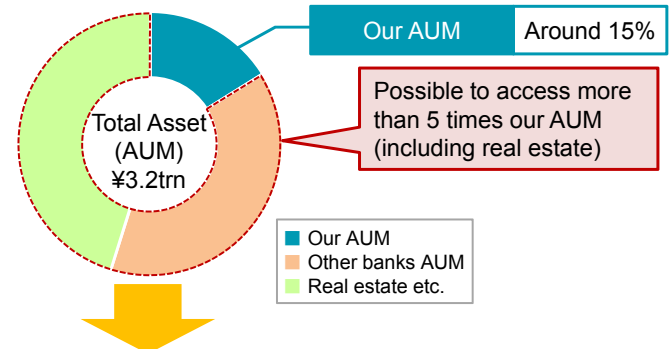 Our AUM Around 15%
Possible to access more
than 5 times our AUM
(including real estate)
Total Asset
(AUM)
¥3.2trn
Our AUM
Other banks AUM
Real estate etc.